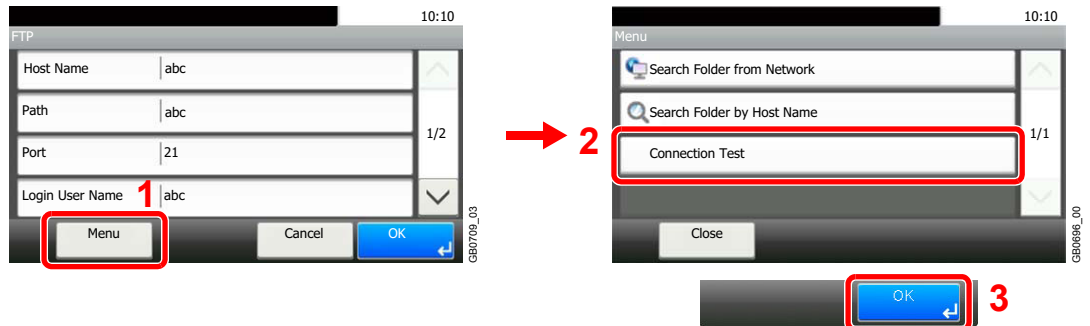 10:10
FTP
Host Name abc
Path abc
1/2
Port 21
Login User Name abc
1
Menu Cancel OK
GB0709_03
2
10:10
Menu
Search Folder from Network
Search Folder by Host Name
1/1
Connection Test
Close
GB0696_00
OK
3